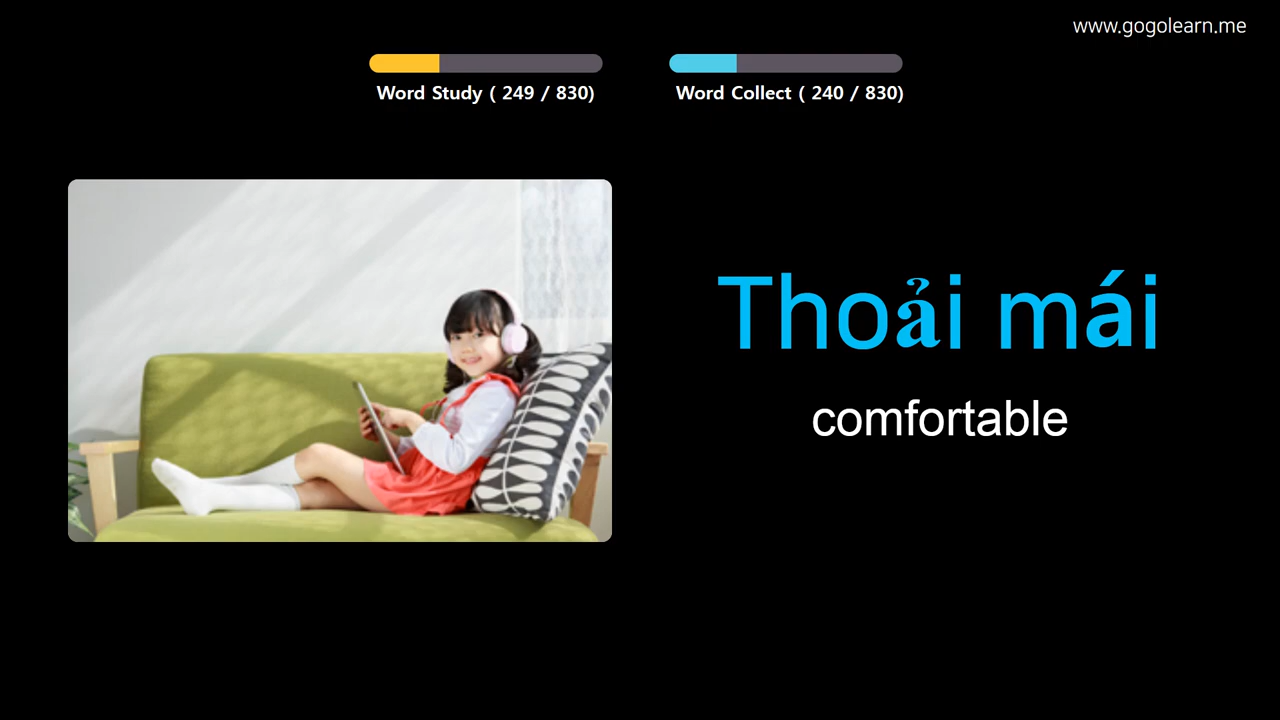 www.gogolearn.me
Word Study ( 249 / 830)
Word Collect ( 240 / 830)
Thoải mái
comfortable